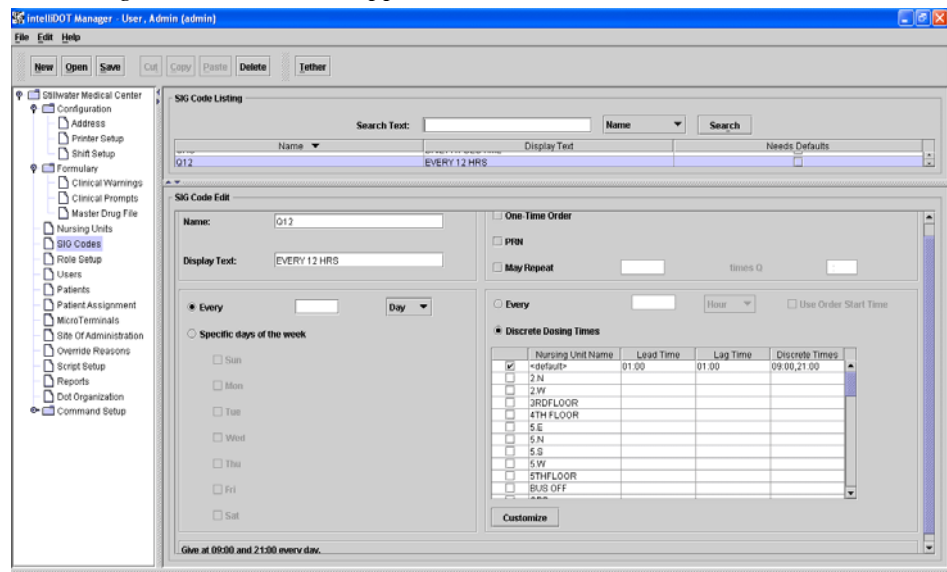 intelliDOT Manager - User, Admin (admin)
File Edit Help
New Open Save Cut Copy Paste Delete Tether
Stillwater Medical Center
Configuration
Address
Printer Setup
Shift Setup
Formulary
Clinical Warnings
Clinical Prompts
Master Drug File
Nursing Units
SIG Codes
Role Setup
Users
Patients
Patient Assignment
MicroTerminals
Site Of Administration
Override Reasons
Script Setup
Reports
Dot Organization
Command Setup
SIG Code Listing
Search Text: Name Search
Name Display Text Needs Defaults
Q12 EVERY 12 HRS
SIG Code Edit
Name: Q12
Display Text: EVERY 12 HRS
One-Time Order
PRN
May Repeat times Q
Every Day
Specific days of the week
Sun
Mon
Tue
Wed
Thu
Fri
Sat
Every Hour Use Order Start Time
Discrete Dosing Times
Nursing Unit Name Lead Time Lag Time Discrete Times
<default> 01:00 01:00 09:00,21:00
2.N
2.W
3RDFLOOR
4TH FLOOR
5.E
5.N
5.S
5.W
5THFLOOR
BUS OFF
Customize
Give at 09:00 and 21:00 every day.